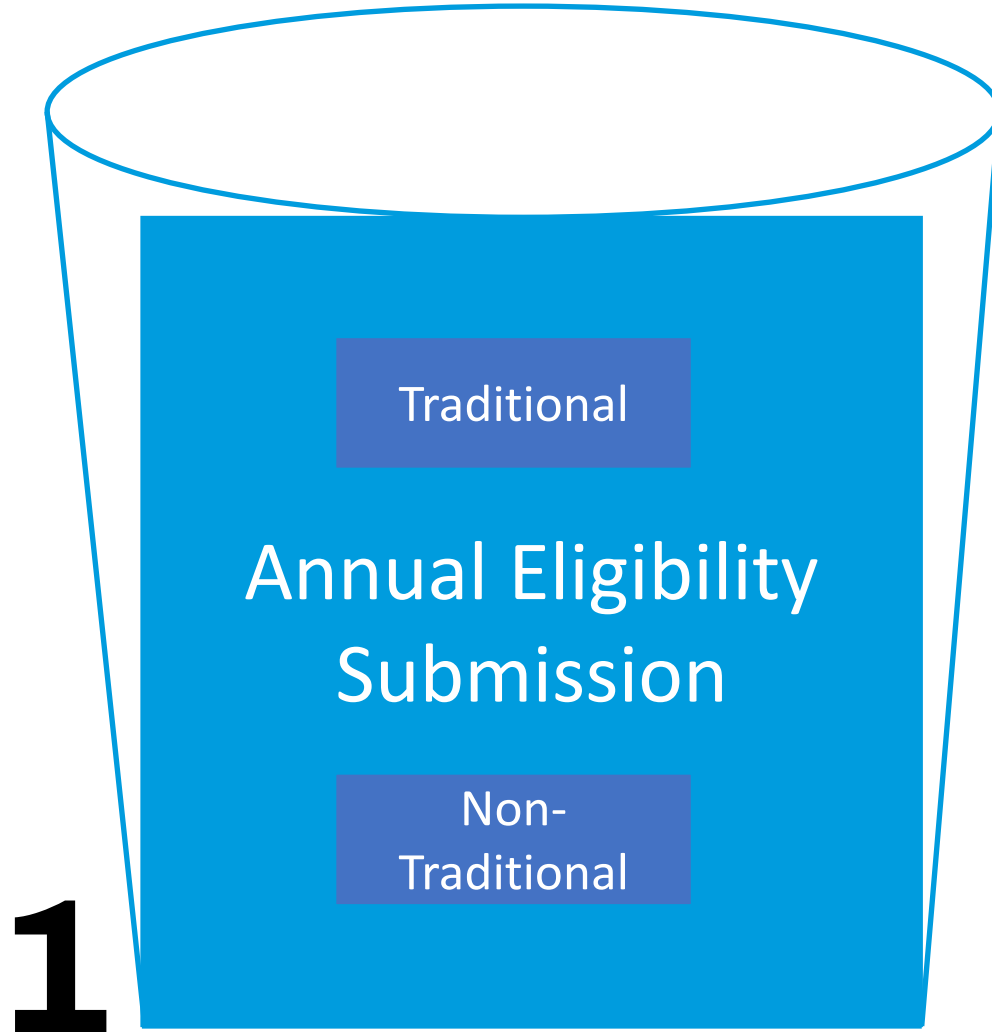 Traditional
Annual Eligibility
Submission
Non-
Traditional
1